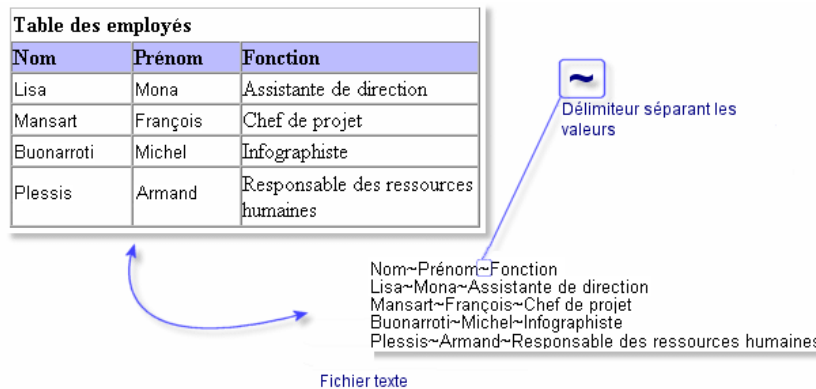 Table des employés
Nom Prénom Fonction
Lisa Mona Assistante de direction
Mansart François Chef de projet
Buonarroti Michel Infographiste
Plessis Armand Responsable des ressources
humaines
~
Délimiteur séparant les
valeurs
Nom~Prénom~Fonction
Lisa~Mona~Assistante de direction
Mansart~François~Chef de projet
Buonarroti~Michel~Infographiste
Plessis~Armand~Responsable des ressources humaines
Fichier texte